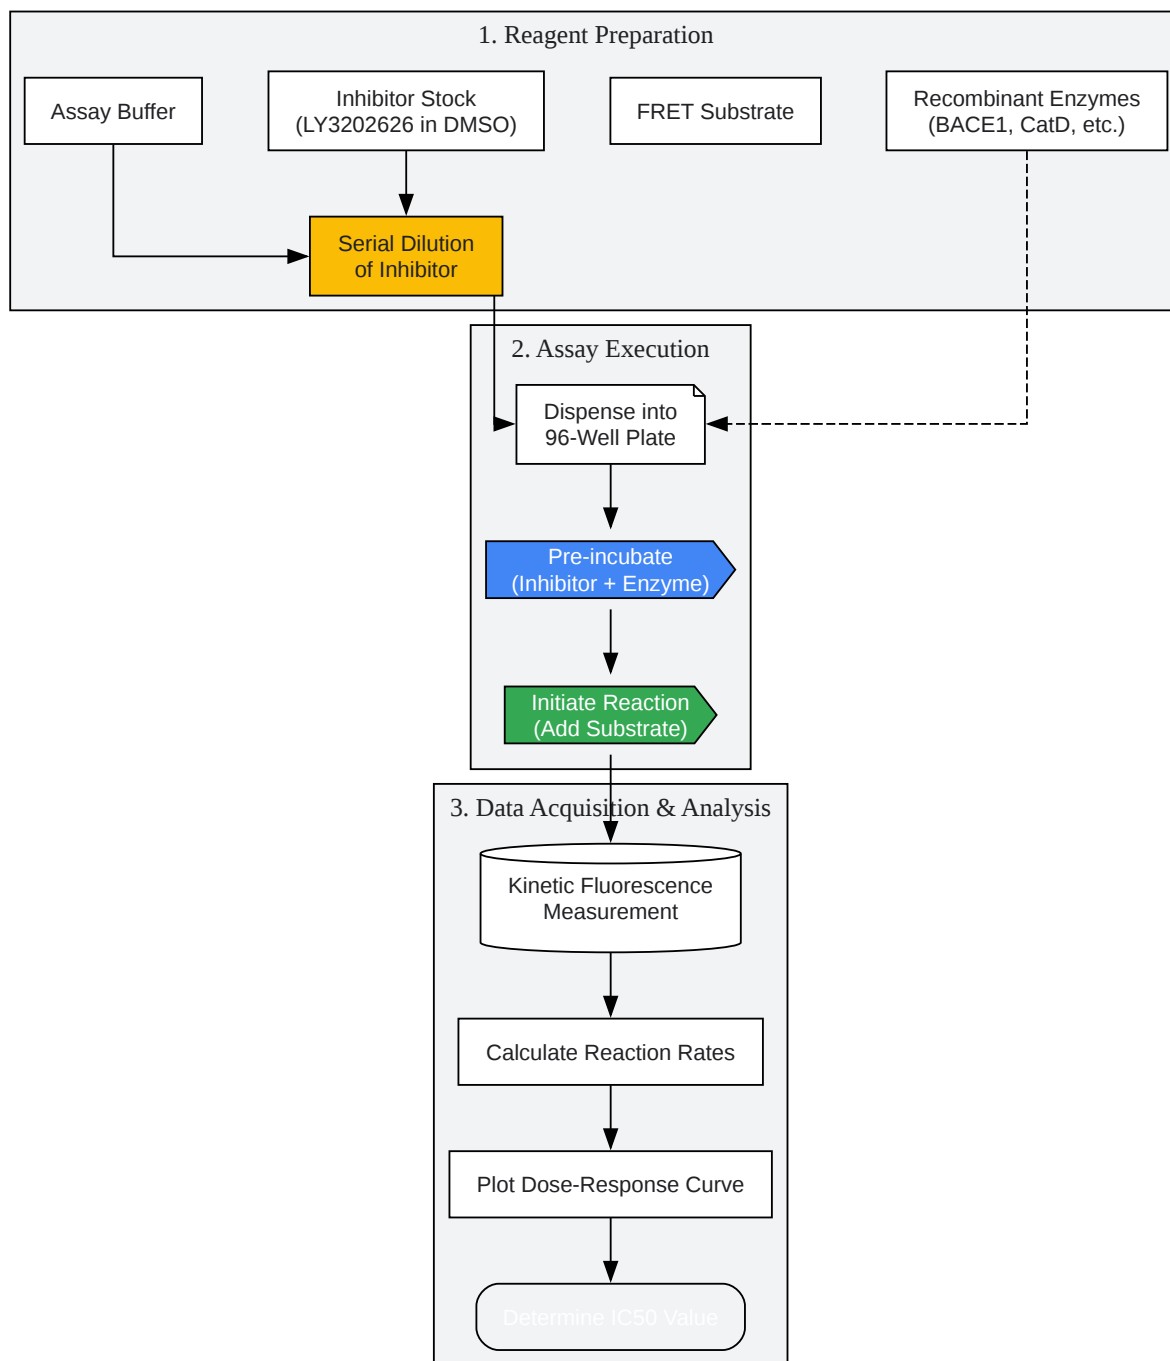 1. Reagent Preparation
Assay Buffer
Inhibitor Stock
(LY3202626 in DMSO)
FRET Substrate
Recombinant Enzymes
(BACE1, CatD, etc.)
Serial Dilution
of Inhibitor
2. Assay Execution
Dispense into
96-Well Plate
Pre-incubate
(Inhibitor + Enzyme)
Initiate Reaction
(Add Substrate)
3. Data Acquisition & Analysis
Kinetic Fluorescence
Measurement
Calculate Reaction Rates
Plot Dose-Response Curve
Determine IC50 Value